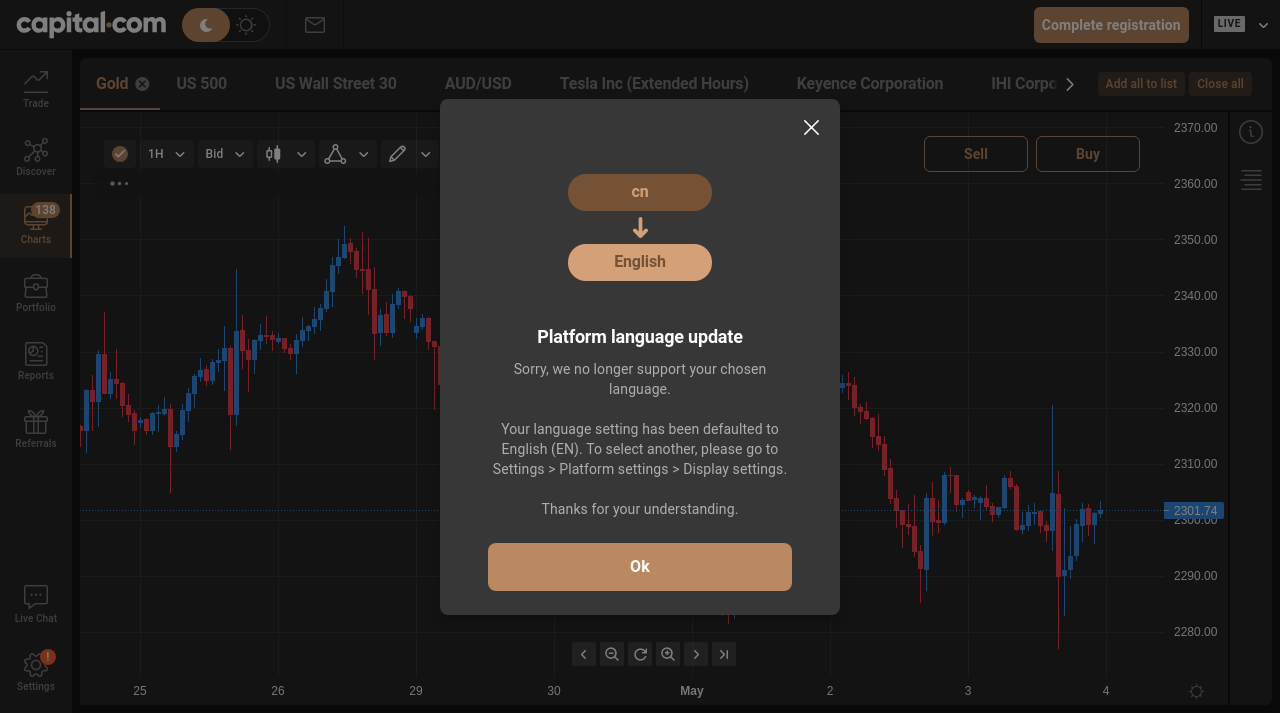 capital.com
Complete registration
LIVE
Trade
Discover
138
Charts
Portfolio
Reports
Referrals
Live Chat
!
Settings
Gold
US 500
US Wall Street 30
AUD/USD
Tesla Inc (Extended Hours)
Keyence Corporation
IHI Corpo
Add all to list
Close all
1H
Bid
Sell
Buy
cn
English
Platform language update
Sorry, we no longer support your chosen
language.
Your language setting has been defaulted to
English (EN). To select another, please go to
Settings > Platform settings > Display settings.
Thanks for your understanding.
Ok
2370.00
2360.00
2350.00
2340.00
2330.00
2320.00
2310.00
2301.74
2300.00
2290.00
2280.00
25
26
29
30
May
2
3
4